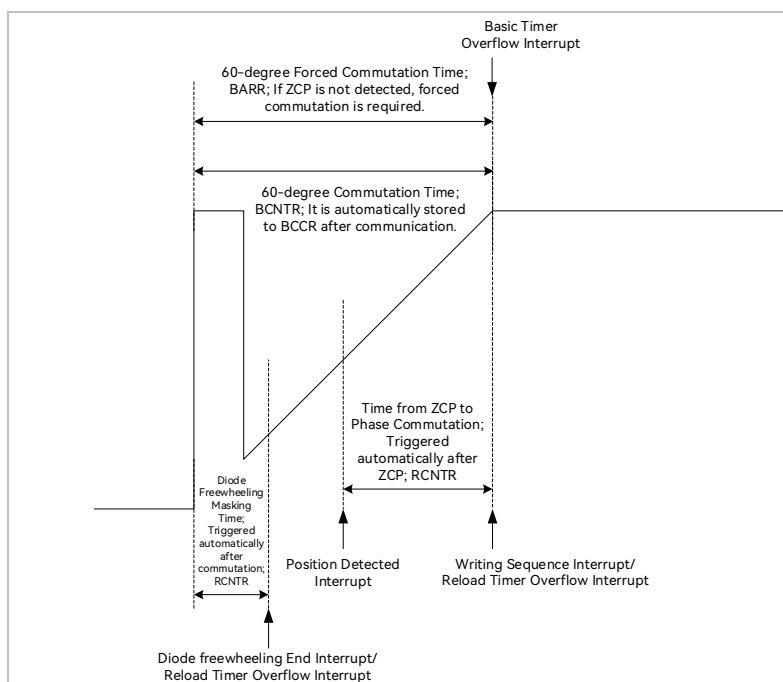 Basic Timer
Overflow Interrupt
60-degree Forced Commutation Time;
BARR; If ZCP is not detected, forced
commutation is required.
60-degree Commutation Time;
BCNTR; It is automatically stored
to BCCR after communication.
Time from ZCP to
Phase Commutation;
Triggered
automatically after
ZCP; RCNTR
Diode
Freewheeling
Masking
Time;
Triggered
automatically
after
commutation;
RCNTR
Position Detected
Interrupt
Writing Sequence Interrupt/
Reload Timer Overflow Interrupt
Diode freewheeling End Interrupt/
Reload Timer Overflow Interrupt